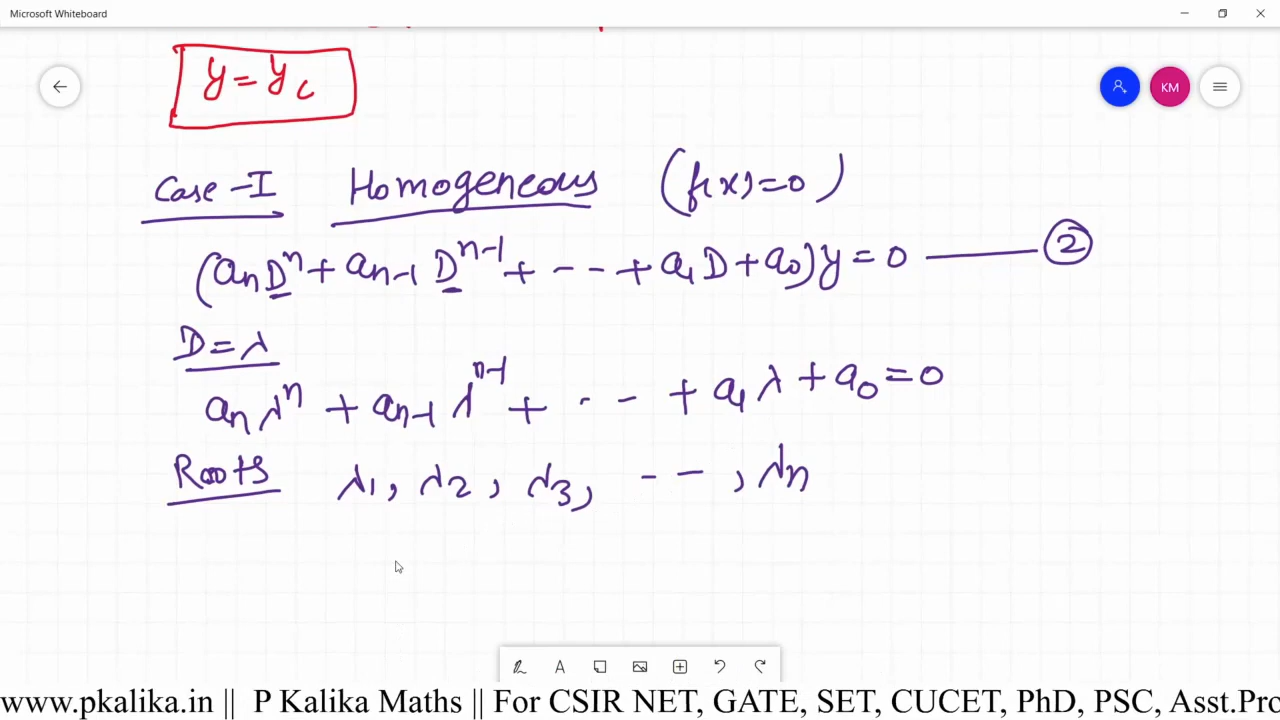 Microsoft Whiteboard
y = y_c
KM
Case-I Homogeneous (f(x)=0)
(a_n D^n + a_{n-1} D^{n-1} + -- -- + a_1 D + a_0)y = 0 —— ②
D = λ
a_n λ^n + a_{n-1} λ^{n-1} + -- -- + a_1 λ + a_0 = 0
Roots λ_1, λ_2, λ_3, -- --, λ_n
www.pkalika.in || P Kalika Maths || For CSIR NET, GATE, SET, CUCET, PhD, PSC, Asst.Prc